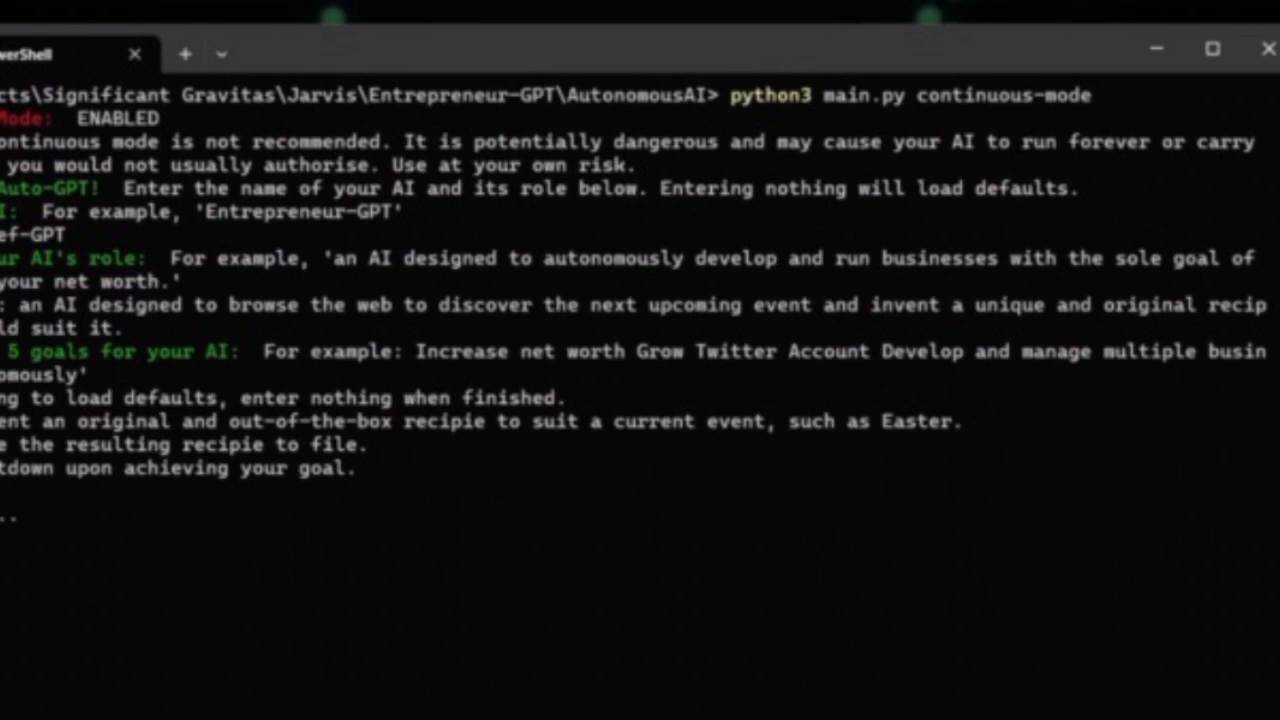 werShell
cts\Significant Gravitas\Jarvis\Entrepreneur-GPT\AutonomousAI> python3 main.py continuous-mode
Mode: ENABLED
ontinuous mode is not recommended. It is potentially dangerous and may cause your AI to run forever or carry
you would not usually authorise. Use at your own risk.
Auto-GPT! Enter the name of your AI and its role below. Entering nothing will load defaults.
I: For example, 'Entrepreneur-GPT'
ef-GPT
ur AI's role: For example, 'an AI designed to autonomously develop and run businesses with the sole goal of
your net worth.'
: an AI designed to browse the web to discover the next upcoming event and invent a unique and original recip
ld suit it.
5 goals for your AI: For example: Increase net worth Grow Twitter Account Develop and manage multiple busin
omously'
ng to load defaults, enter nothing when finished.
ent an original and out-of-the-box recipie to suit a current event, such as Easter.
e the resulting recipie to file.
tdown upon achieving your goal.
..